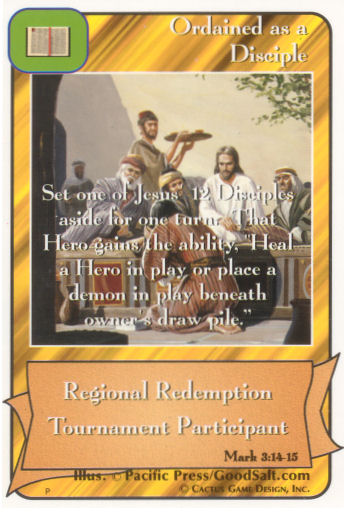 Ordained as a
Disciple
Set one of Jesus' 12 Disciples
aside for one turn. That
Hero gains the ability, "Heal
a Hero in play or place a
demon in play beneath
owner's draw pile."
Regional Redemption
Tournament Participant
Mark 3:14-15
Illus. © Pacific Press/GoodSalt.com
P
© Cactus Game Design, Inc.